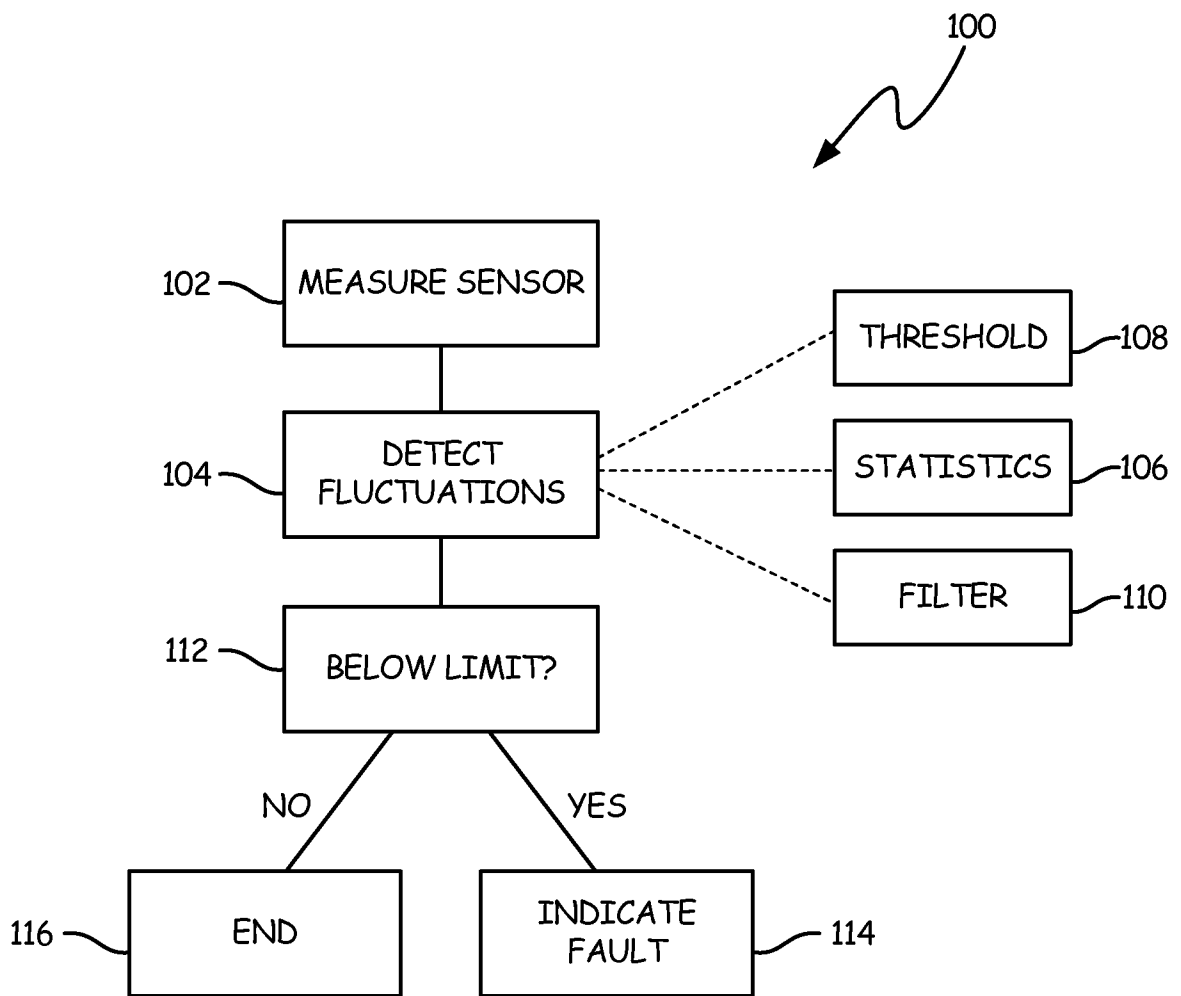 100
102
MEASURE SENSOR
THRESHOLD
108
104
DETECT
FLUCTUATIONS
STATISTICS
106
FILTER
110
112
BELOW LIMIT?
NO
YES
116
END
INDICATE
FAULT
114